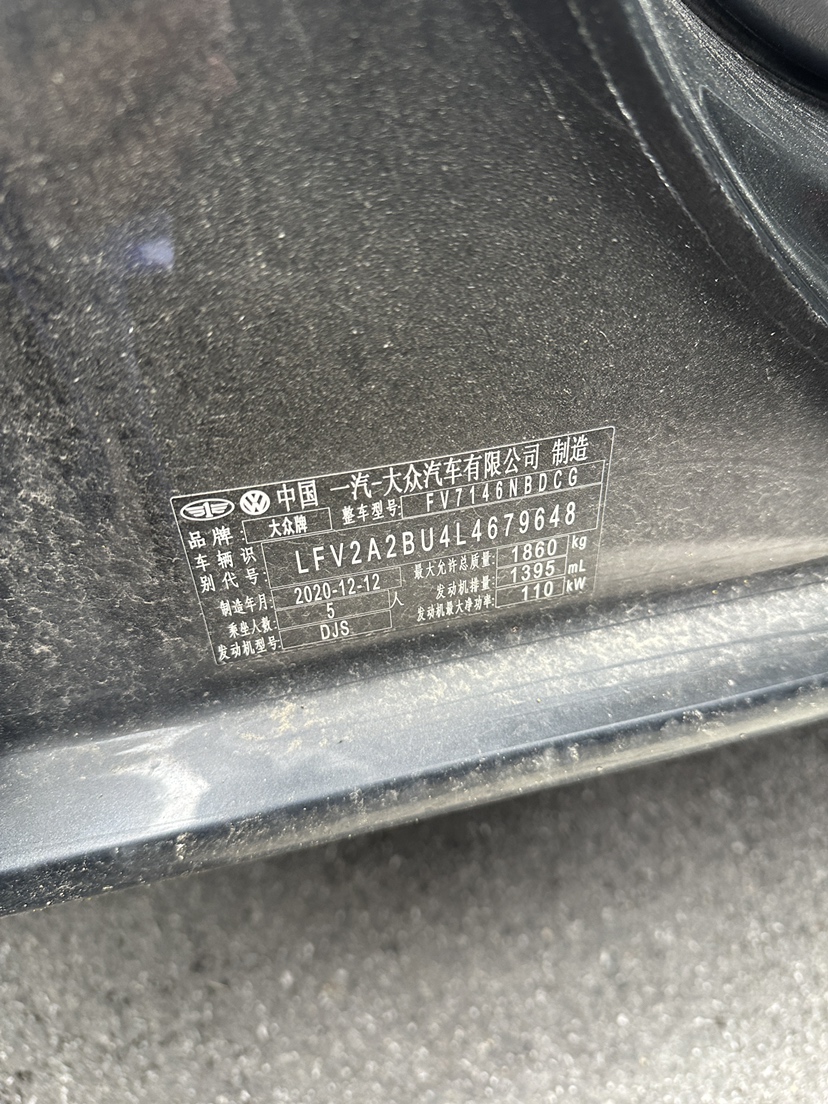 中国 一汽-大众汽车有限公司 制造
品牌: 大众牌 整车型号: FV7146NBDCG
车辆识别代号: LFV2A2BU4L4679648
制造年月: 2020-12-12 最大允许总质量: 1860 kg
乘坐人数: 5 人 发动机排量: 1395 mL
发动机型号: DJS 发动机最大净功率: 110 kW